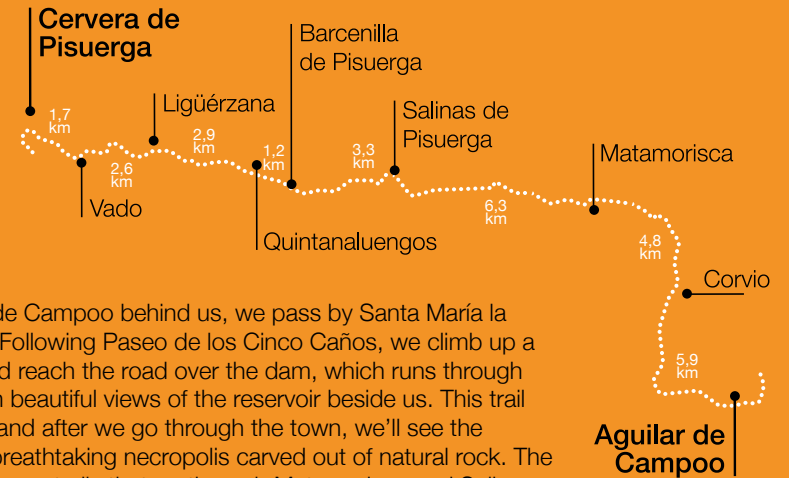 Cervera de
Pisuerga
Barcenilla
de Pisuerga
Ligüérzana
1,7
km
2,9
km
Salinas de
Pisuerga
1,2
km
3,3
km
Matamorisca
2,6
km
Vado
6,3
km
Quintanaluengos
4,8
km
Corvio
de Campoo behind us, we pass by Santa María la
Following Paseo de los Cinco Caños, we climb up a
d reach the road over the dam, which runs through
beautiful views of the reservoir beside us. This trail
and after we go through the town, we'll see the
breathtaking necropolis carved out of natural rock. The
5,9
km
Aguilar de
Campoo